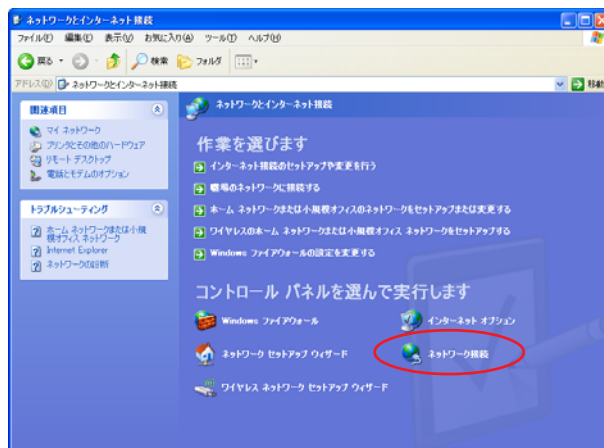 ネットワークとインターネット接続
ファイル(F) 編集(E) 表示(V) お気に入り(A) ツール(T) ヘルプ(H)
戻る 検索 フォルダ
アドレス(D) ネットワークとインターネット接続 移動
関連項目
マイ ネットワーク
プリンタとその他のハードウェア
リモート デスクトップ
電話とモデムのオプション
トラブルシューティング
ホーム ネットワークまたは小規
模オフィス ネットワーク
Internet Explorer
ネットワークの診断
ネットワークとインターネット接続
作業を選びます
インターネット接続のセットアップや変更を行う
職場のネットワークに接続する
ホーム ネットワークまたは小規模オフィスのネットワークをセットアップまたは変更する
ワイヤレスのホーム ネットワークまたは小規模オフィス ネットワークをセットアップする
Windows ファイアウォールの設定を変更する
コントロール パネルを選んで実行します
Windows ファイアウォール
インターネット オプション
ネットワーク セットアップ ウィザード
ネットワーク接続
ワイヤレス ネットワーク セットアップ ウィザード